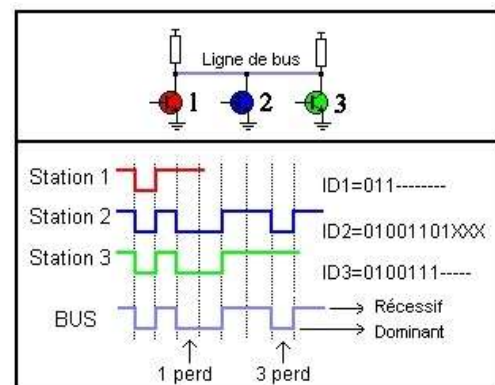 Ligne de bus
1
2
3
Station 1
ID1=011--------
Station 2
ID2=01001101XXX
Station 3
ID3=0100111-----
BUS
Récessif
Dominant
1 perd
3 perd